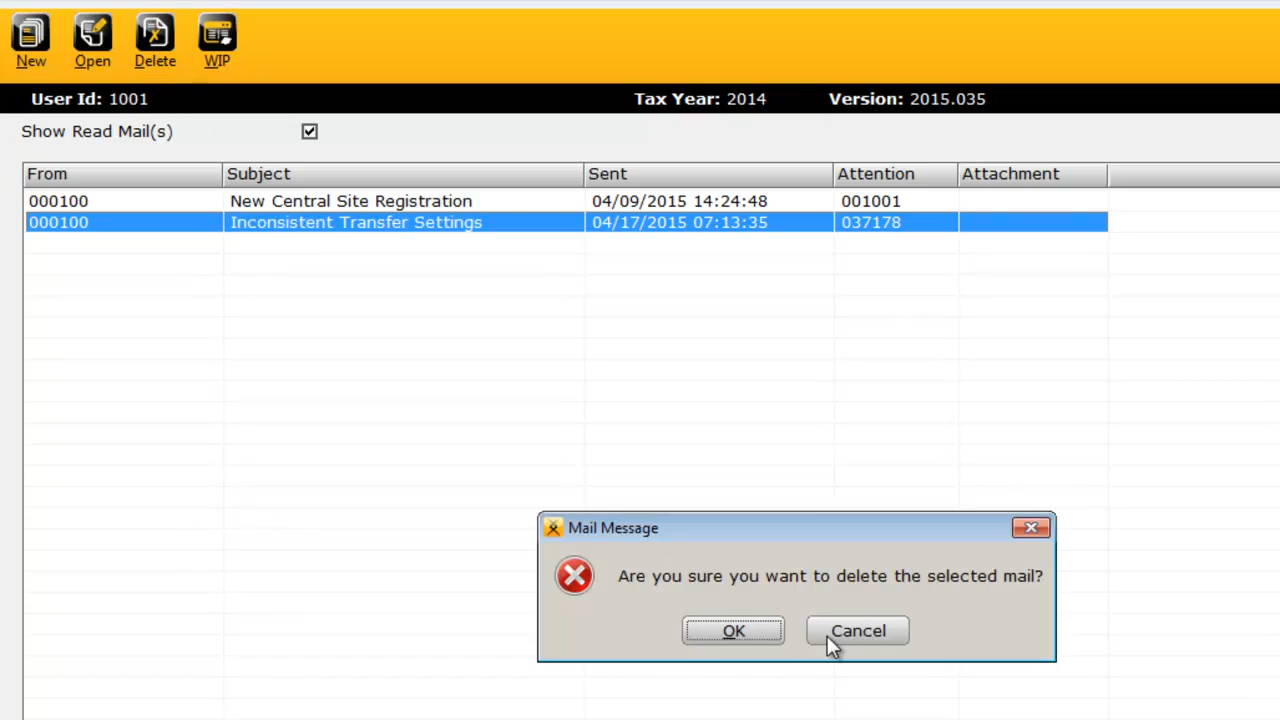 New Open Delete WIP
User Id: 1001 Tax Year: 2014 Version: 2015.035
Show Read Mail(s)
From Subject Sent Attention Attachment
000100 New Central Site Registration 04/09/2015 14:24:48 001001
000100 Inconsistent Transfer Settings 04/17/2015 07:13:35 037178
Mail Message
Are you sure you want to delete the selected mail?
OK Cancel